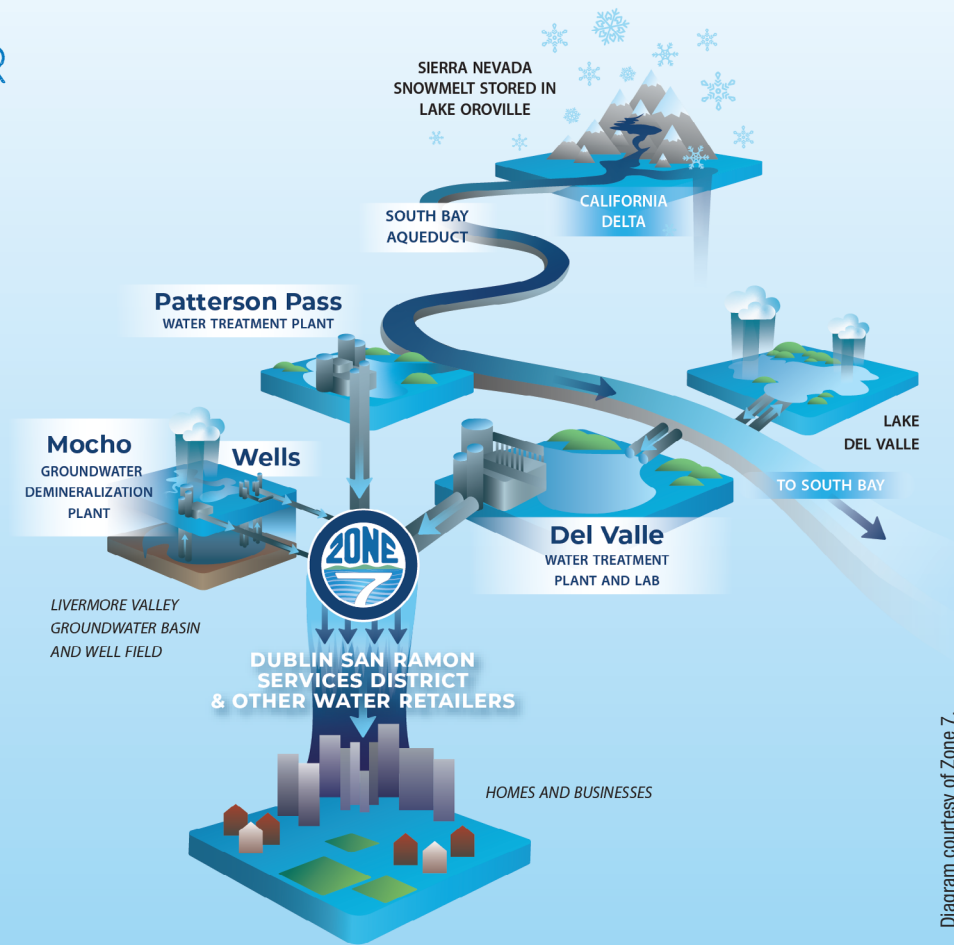 SIERRA NEVADA
SNOWMELT STORED IN
LAKE OROVILLE
CALIFORNIA
DELTA
SOUTH BAY
AQUEDUCT
Patterson Pass
WATER TREATMENT PLANT
LAKE
DEL VALLE
Mocho
GROUNDWATER
DEMINERALIZATION
PLANT
Wells
TO SOUTH BAY
ZONE
7
Del Valle
WATER TREATMENT
PLANT AND LAB
LIVERMORE VALLEY
GROUNDWATER BASIN
AND WELL FIELD
DUBLIN SAN RAMON
SERVICES DISTRICT
& OTHER WATER RETAILERS
HOMES AND BUSINESSES
Diagram courtesy of Zone 7.